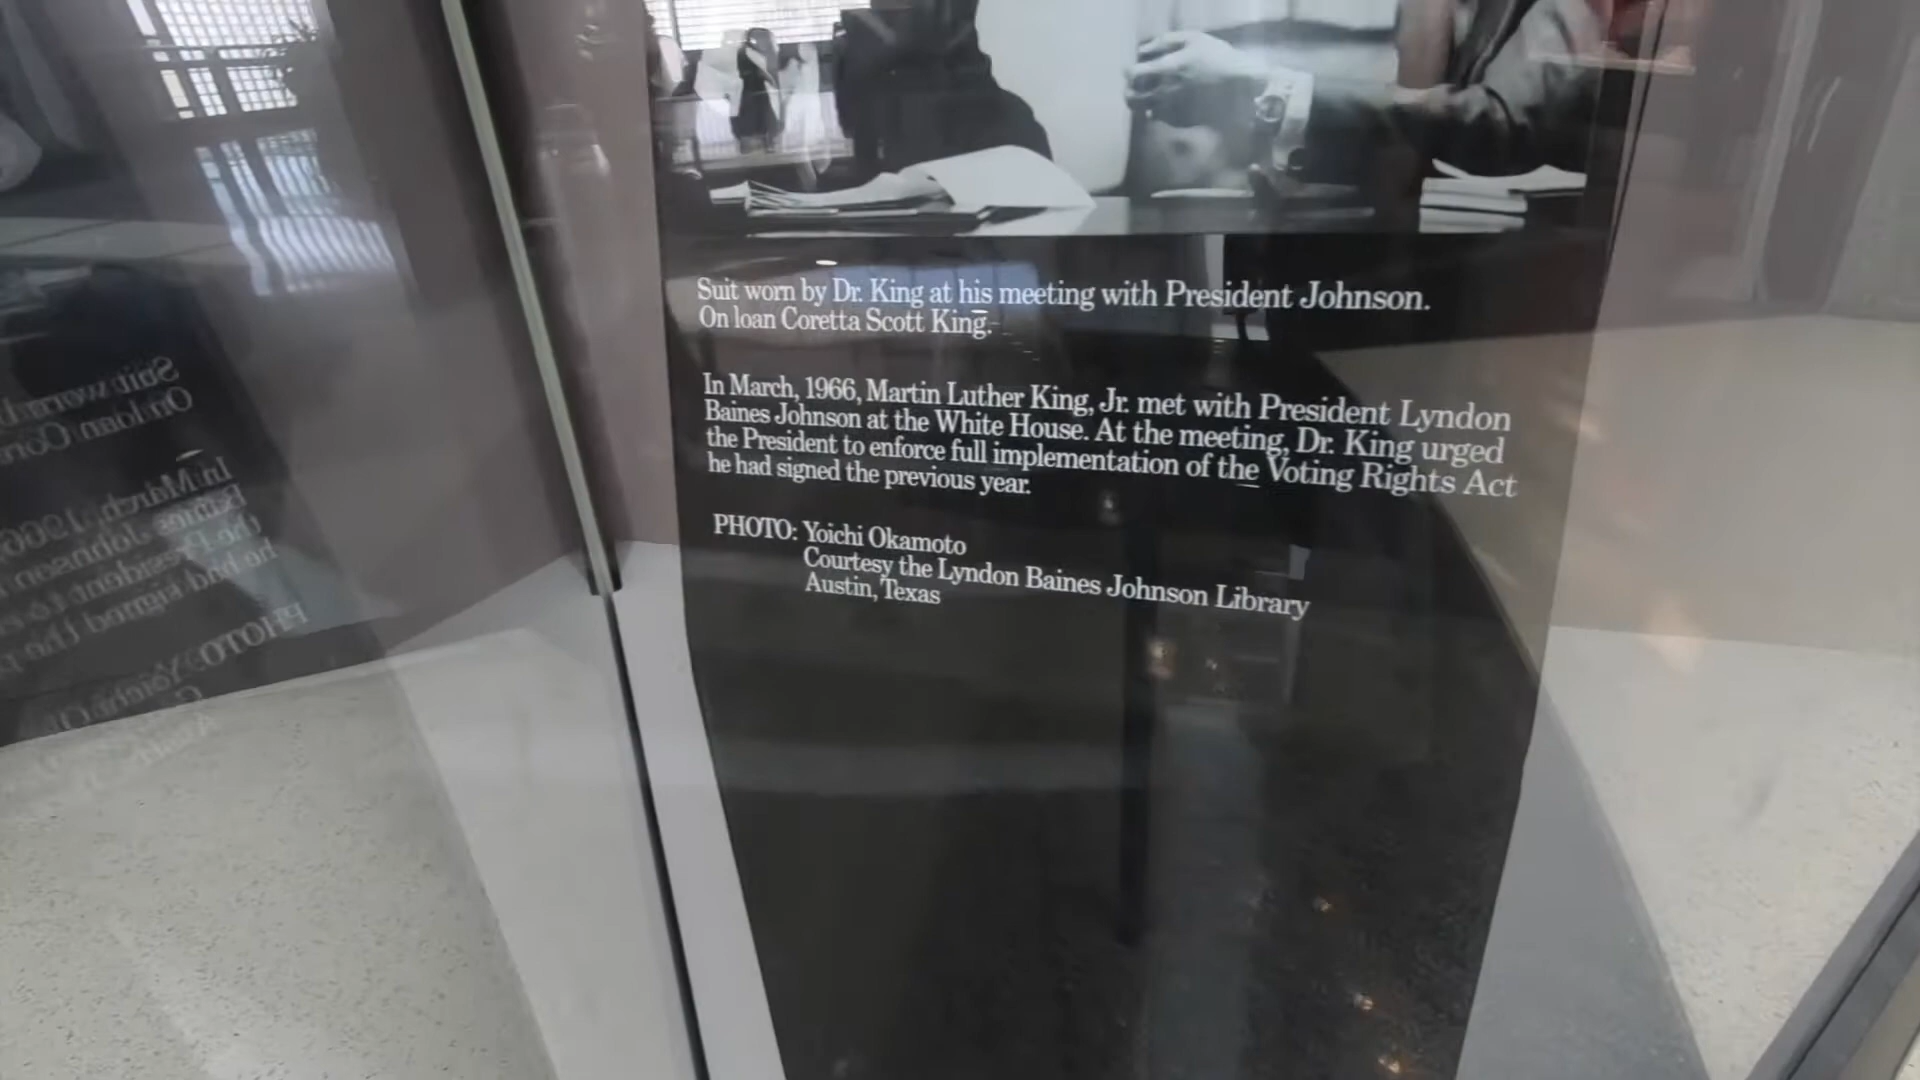 Suit worn by Dr. King at his meeting with President Johnson.
On loan Coretta Scott King.
In March, 1966, Martin Luther King, Jr. met with President Lyndon
Baines Johnson at the White House. At the meeting, Dr. King urged
the President to enforce full implementation of the Voting Rights Act
he had signed the previous year.
PHOTO: Yoichi Okamoto
Courtesy the Lyndon Baines Johnson Library
Austin, Texas